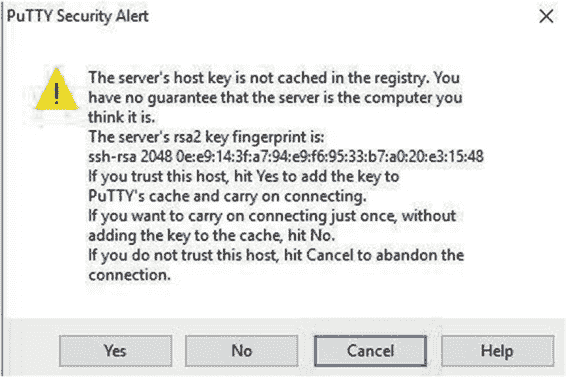 PuTTY Security Alert
The server's host key is not cached in the registry. You
have no guarantee that the server is the computer you
think it is.
The server's rsa2 key fingerprint is:
ssh-rsa 2048 0e:e9:14:3f:a7:94:e9:f6:95:33:b7:a0:20:e3:15:48
If you trust this host, hit Yes to add the key to
PuTTY's cache and carry on connecting.
If you want to carry on connecting just once, without
adding the key to the cache, hit No.
If you do not trust this host, hit Cancel to abandon the
connection.
Yes No Cancel Help